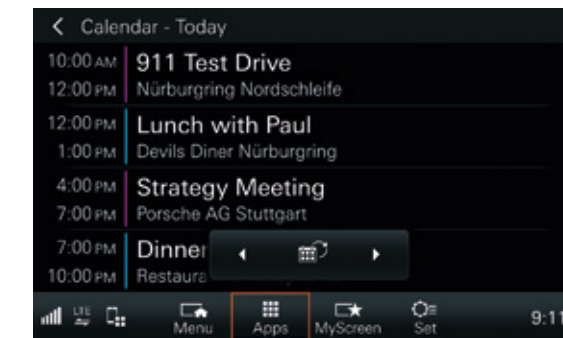 Calendar - Today
10:00 AM 911 Test Drive
12:00 PM Nürburgring Nordschleife
12:00 PM Lunch with Paul
1:00 PM Devils Diner Nürburgring
4:00 PM Strategy Meeting
7:00 PM Porsche AG Stuttgart
7:00 PM Dinner
10:00 PM Restaura
LTE
Menu Apps MyScreen Set 9:11